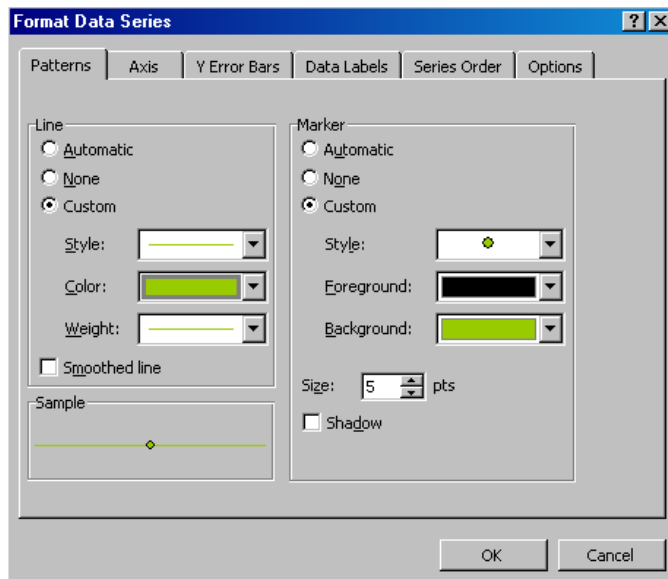 Format Data Series
Patterns Axis Y Error Bars Data Labels Series Order Options
Line
Automatic
None
Custom
Style:
Color:
Weight:
Smoothed line
Sample
Marker
Automatic
None
Custom
Style:
Foreground:
Background:
Size: 5 pts
Shadow
OK Cancel